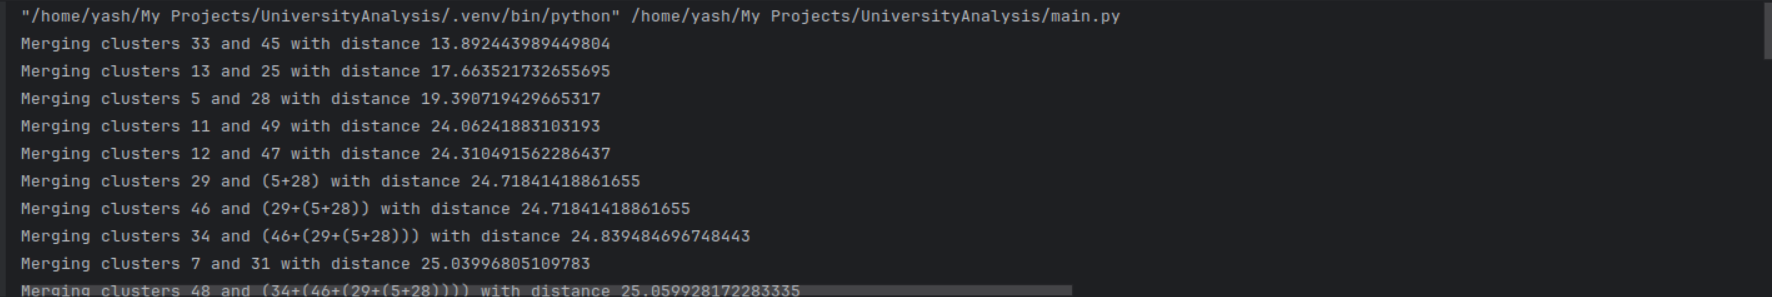 "/home/yash/My Projects/UniversityAnalysis/.venv/bin/python" /home/yash/My Projects/UniversityAnalysis/main.py
Merging clusters 33 and 45 with distance 13.892443989449804
Merging clusters 13 and 25 with distance 17.663521732655695
Merging clusters 5 and 28 with distance 19.390719429665317
Merging clusters 11 and 49 with distance 24.06241883103193
Merging clusters 12 and 47 with distance 24.310491562286437
Merging clusters 29 and (5+28) with distance 24.71841418861655
Merging clusters 46 and (29+(5+28)) with distance 24.71841418861655
Merging clusters 34 and (46+(29+(5+28))) with distance 24.839484696748443
Merging clusters 7 and 31 with distance 25.03996805109783
Merging clusters 48 and (34+(46+(29+(5+28)))) with distance 25.059928172283335